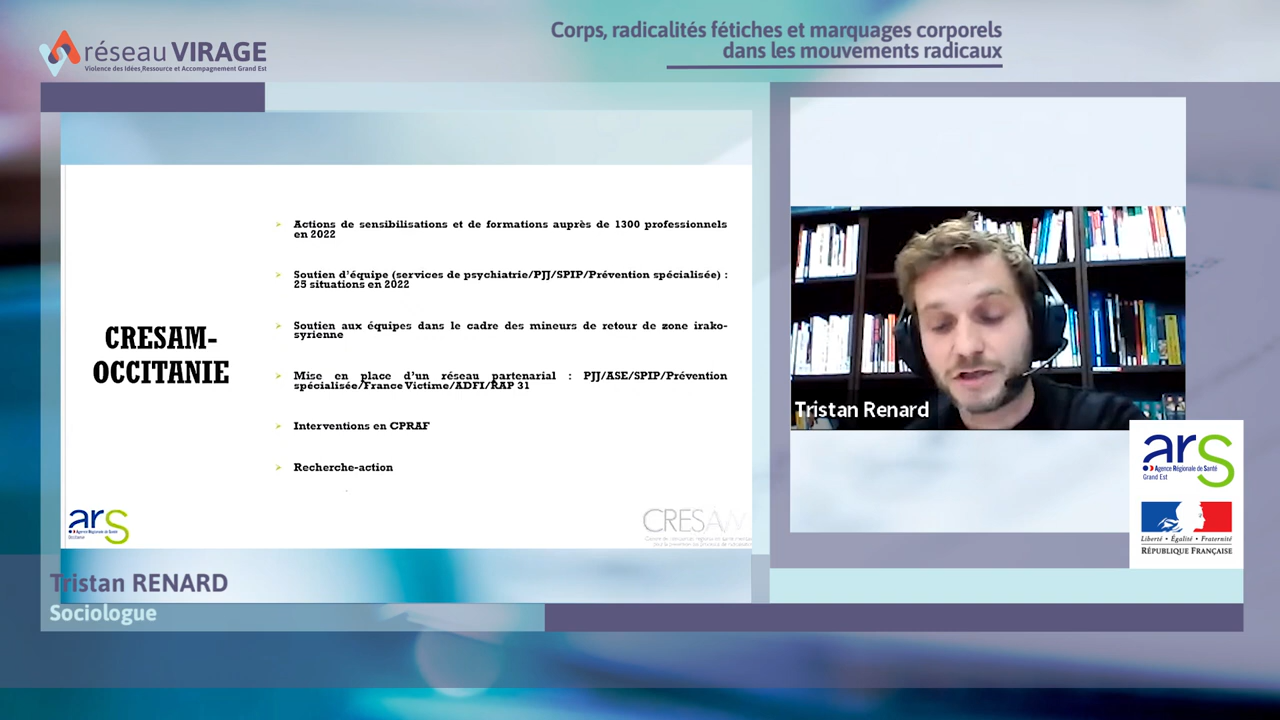 réseau VIRAGE
Violence des Idées,Ressource et Accompagnement Grand Est
Corps, radicalités fétiches et marquages corporels
dans les mouvements radicaux
CRESAM-
OCCITANIE
Actions de sensibilisations et de formations auprès de 1300 professionnels
en 2022
Soutien d'équipe (services de psychiatrie/PJJ/SPIP/Prévention spécialisée) :
25 situations en 2022
Soutien aux équipes dans le cadre des mineurs de retour de zone irako-
syrienne
Mise en place d'un réseau partenarial : PJJ/ASE/SPIP/Prévention
spécialisée/France Victime/ADFI/RAP 31
Interventions en CPRAF
Recherche-action
ars
Agence Régionale de Santé
Occitanie
CRESAM
Tristan Renard
ars
Agence Régionale de Santé
Grand Est
Liberté • Égalité • Fraternité
RÉPUBLIQUE FRANÇAISE
Tristan RENARD
Sociologue